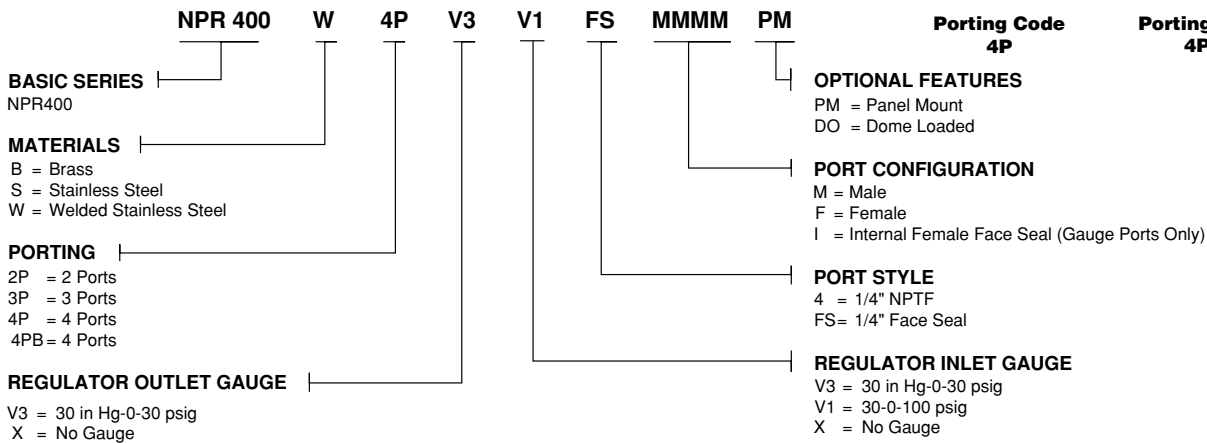 NPR 400 W 4P V3 V1 FS MMMM PM
Porting Code
4P
Porting
4P
BASIC SERIES
NPR400
MATERIALS
B = Brass
S = Stainless Steel
W = Welded Stainless Steel
PORTING
2P = 2 Ports
3P = 3 Ports
4P = 4 Ports
4PB = 4 Ports
REGULATOR OUTLET GAUGE
V3 = 30 in Hg-0-30 psig
X = No Gauge
OPTIONAL FEATURES
PM = Panel Mount
DO = Dome Loaded
PORT CONFIGURATION
M = Male
F = Female
I = Internal Female Face Seal (Gauge Ports Only)
PORT STYLE
4 = 1/4" NPTF
FS= 1/4" Face Seal
REGULATOR INLET GAUGE
V3 = 30 in Hg-0-30 psig
V1 = 30-0-100 psig
X = No Gauge